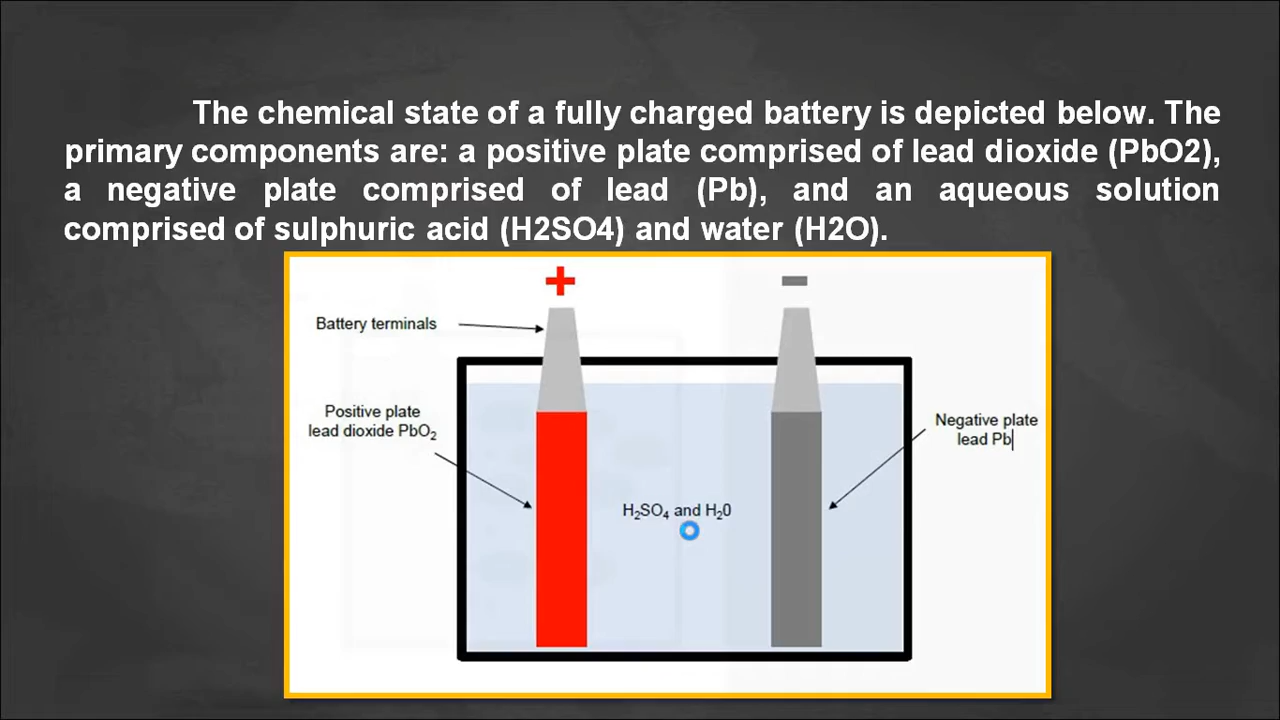 The chemical state of a fully charged battery is depicted below. The
primary components are: a positive plate comprised of lead dioxide (PbO2),
a negative plate comprised of lead (Pb), and an aqueous solution
comprised of sulphuric acid (H2SO4) and water (H2O).
+ -
Battery terminals
Positive plate
lead dioxide PbO₂
Negative plate
lead Pb
H₂SO₄ and H₂0